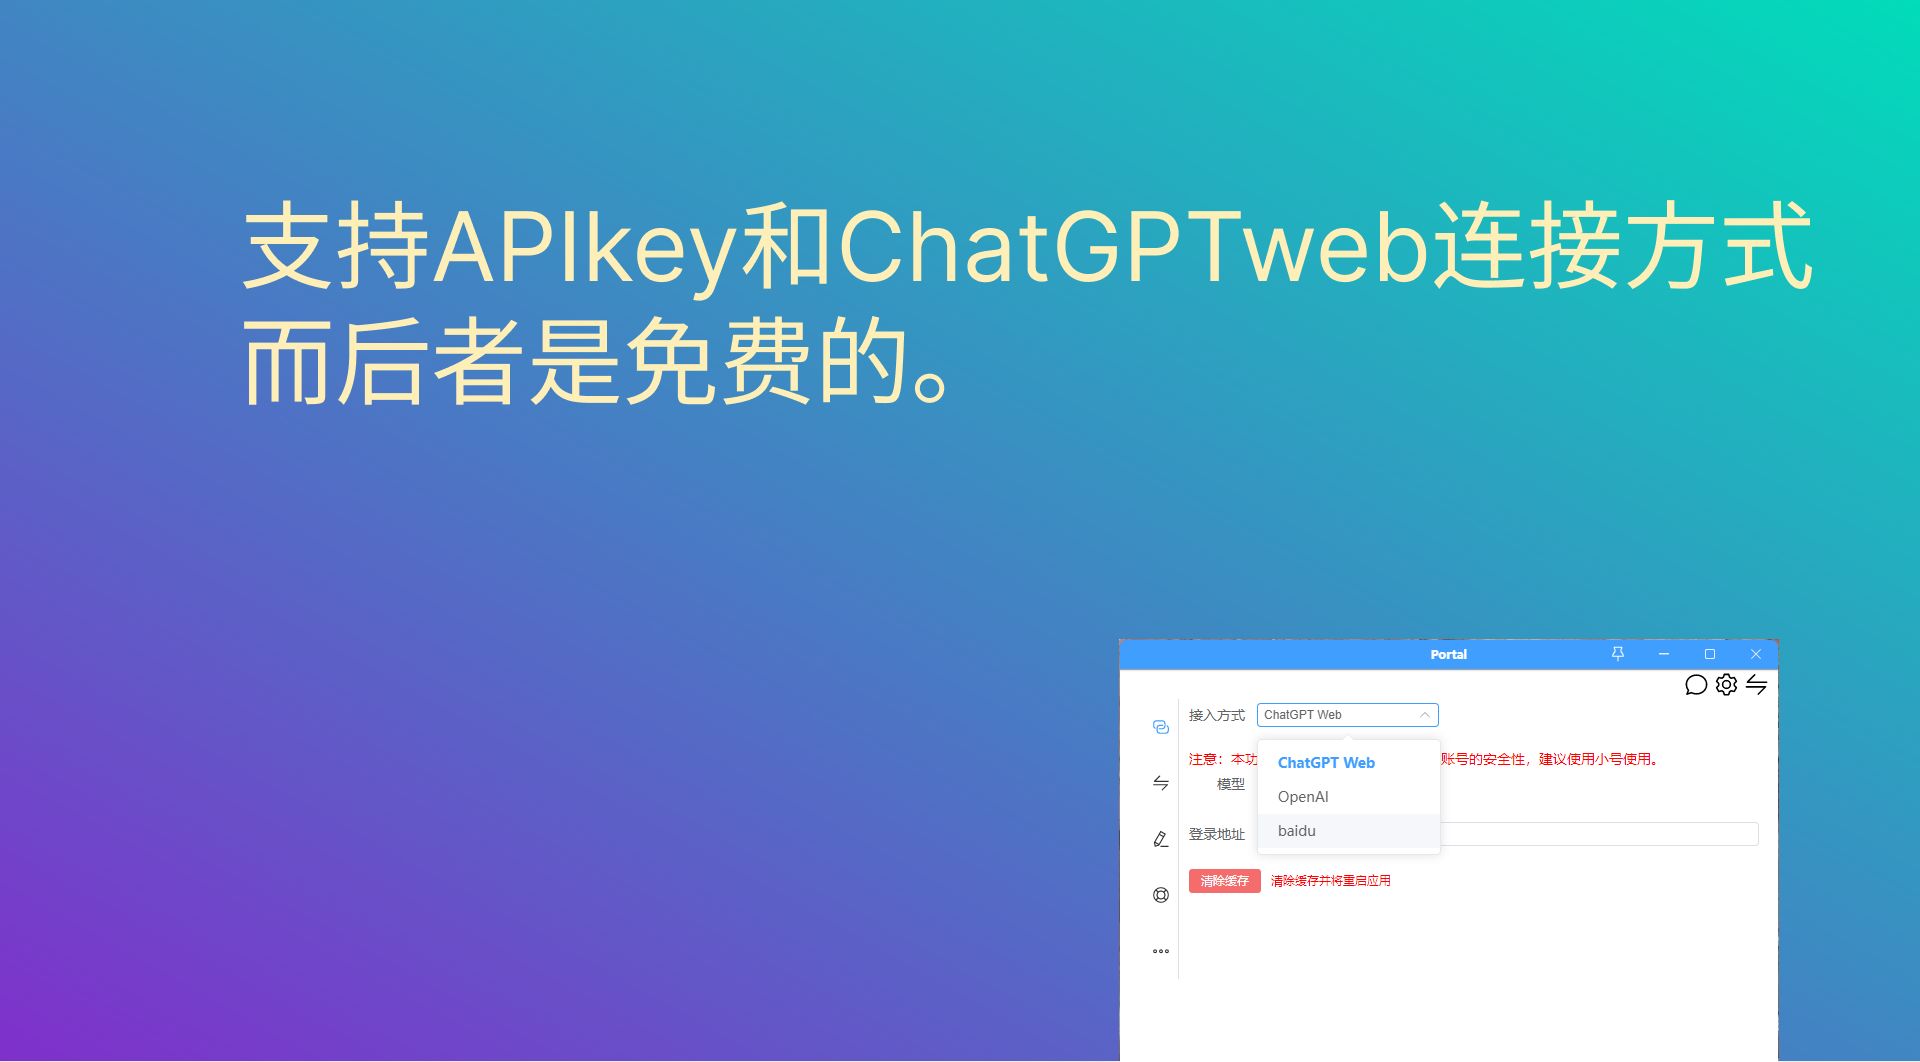 支持APIkey和ChatGPTweb连接方式
而后者是免费的。
Portal
接入方式 ChatGPT Web
注意：本功 账号的安全性，建议使用小号使用。
ChatGPT Web
模型
OpenAI
登录地址
baidu
清除缓存 清除缓存并将重启应用